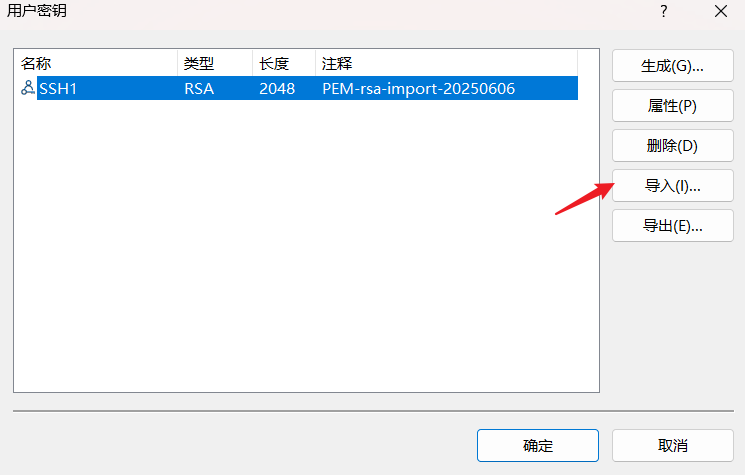 用户密钥 ?
名称 类型 长度 注释
SSH1 RSA 2048 PEM-rsa-import-20250606
生成(G)...
属性(P)
删除(D)
导入(I)...
导出(E)...
确定 取消